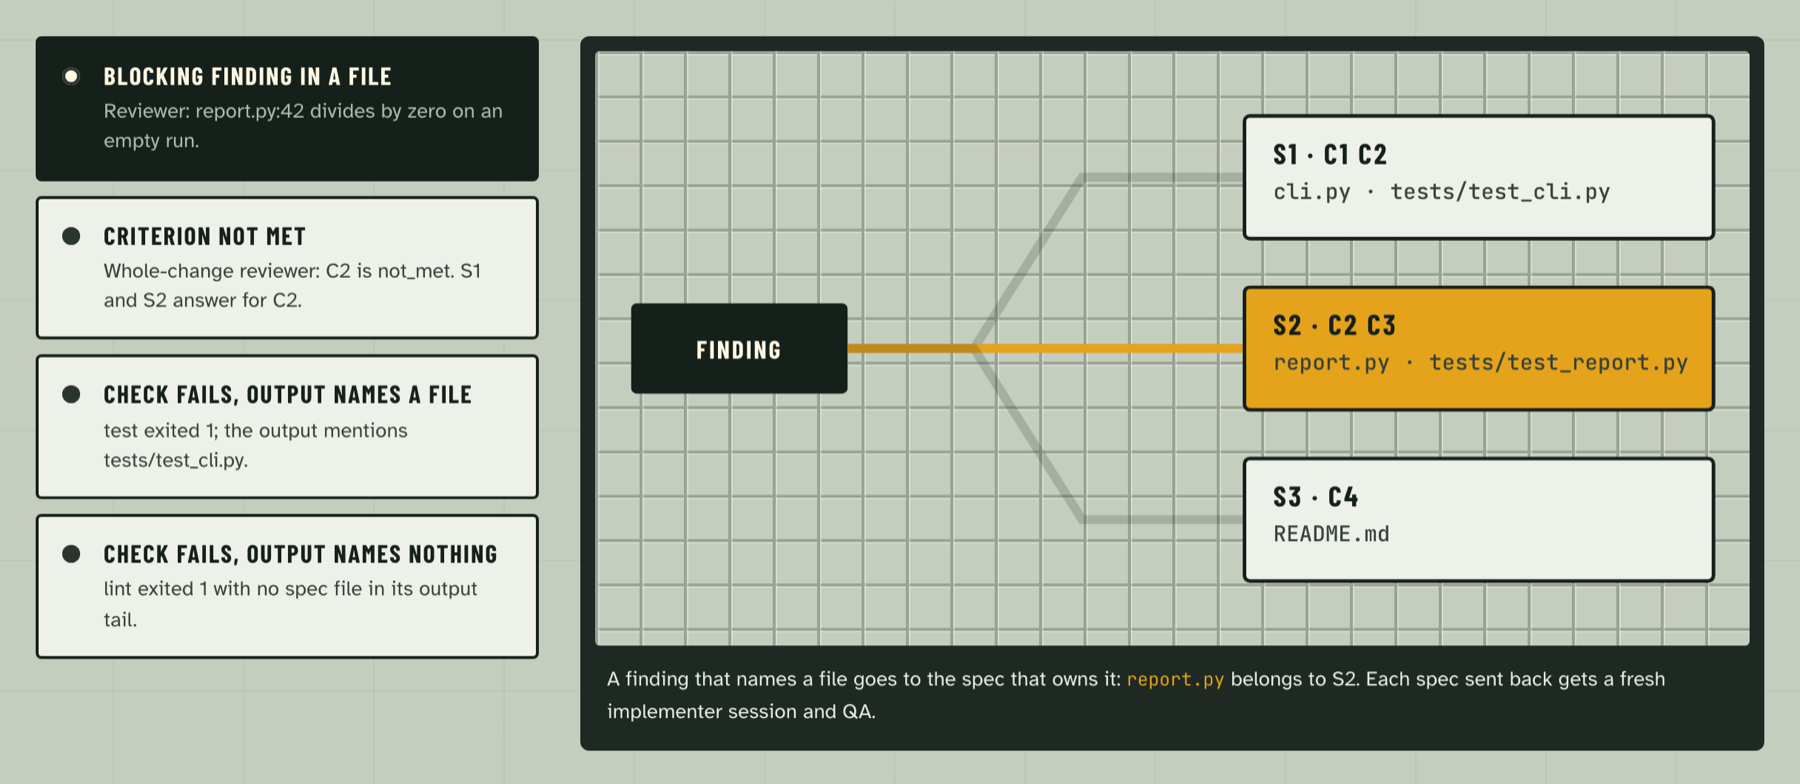 BLOCKING FINDING IN A FILE
Reviewer: report.py:42 divides by zero on an
empty run.
CRITERION NOT MET
Whole-change reviewer: C2 is not_met. S1
and S2 answer for C2.
CHECK FAILS, OUTPUT NAMES A FILE
test exited 1; the output mentions
tests/test_cli.py.
CHECK FAILS, OUTPUT NAMES NOTHING
lint exited 1 with no spec file in its output
tail.
FINDING
S1 · C1 C2
cli.py · tests/test_cli.py
S2 · C2 C3
report.py · tests/test_report.py
S3 · C4
README.md
A finding that names a file goes to the spec that owns it: report.py belongs to S2. Each spec sent back gets a fresh
implementer session and QA.